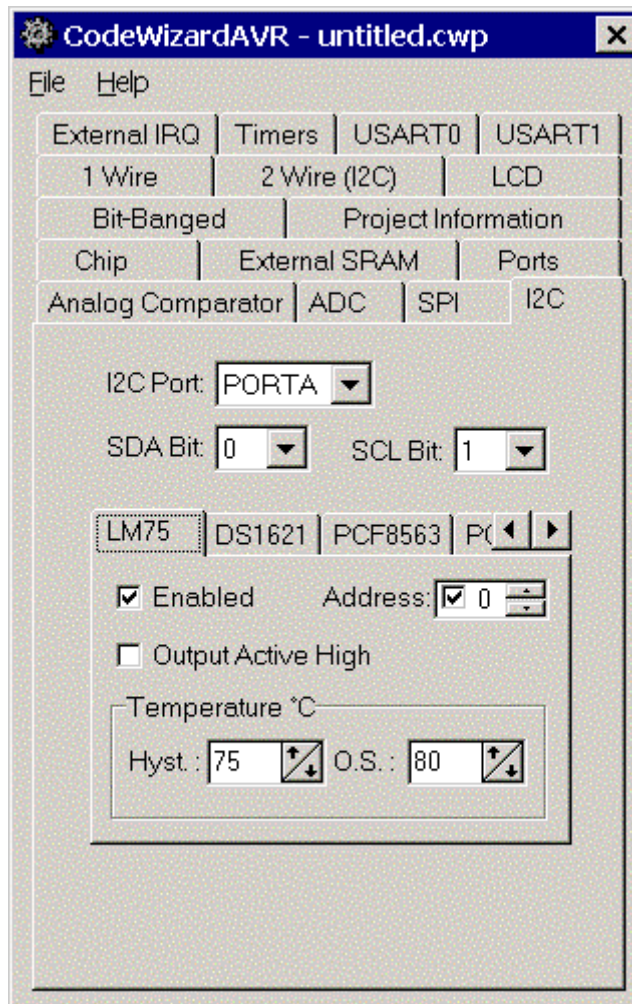 CodeWizardAVR - untitled.cwp
File Help
External IRQ Timers USART0 USART1
1 Wire 2 Wire (I2C) LCD
Bit-Banged Project Information
Chip External SRAM Ports
Analog Comparator ADC SPI I2C
I2C Port: PORTA
SDA Bit: 0 SCL Bit: 1
LM75 DS1621 PCF8563
Enabled Address: 0
Output Active High
Temperature °C
Hyst. : 75 O.S. : 80